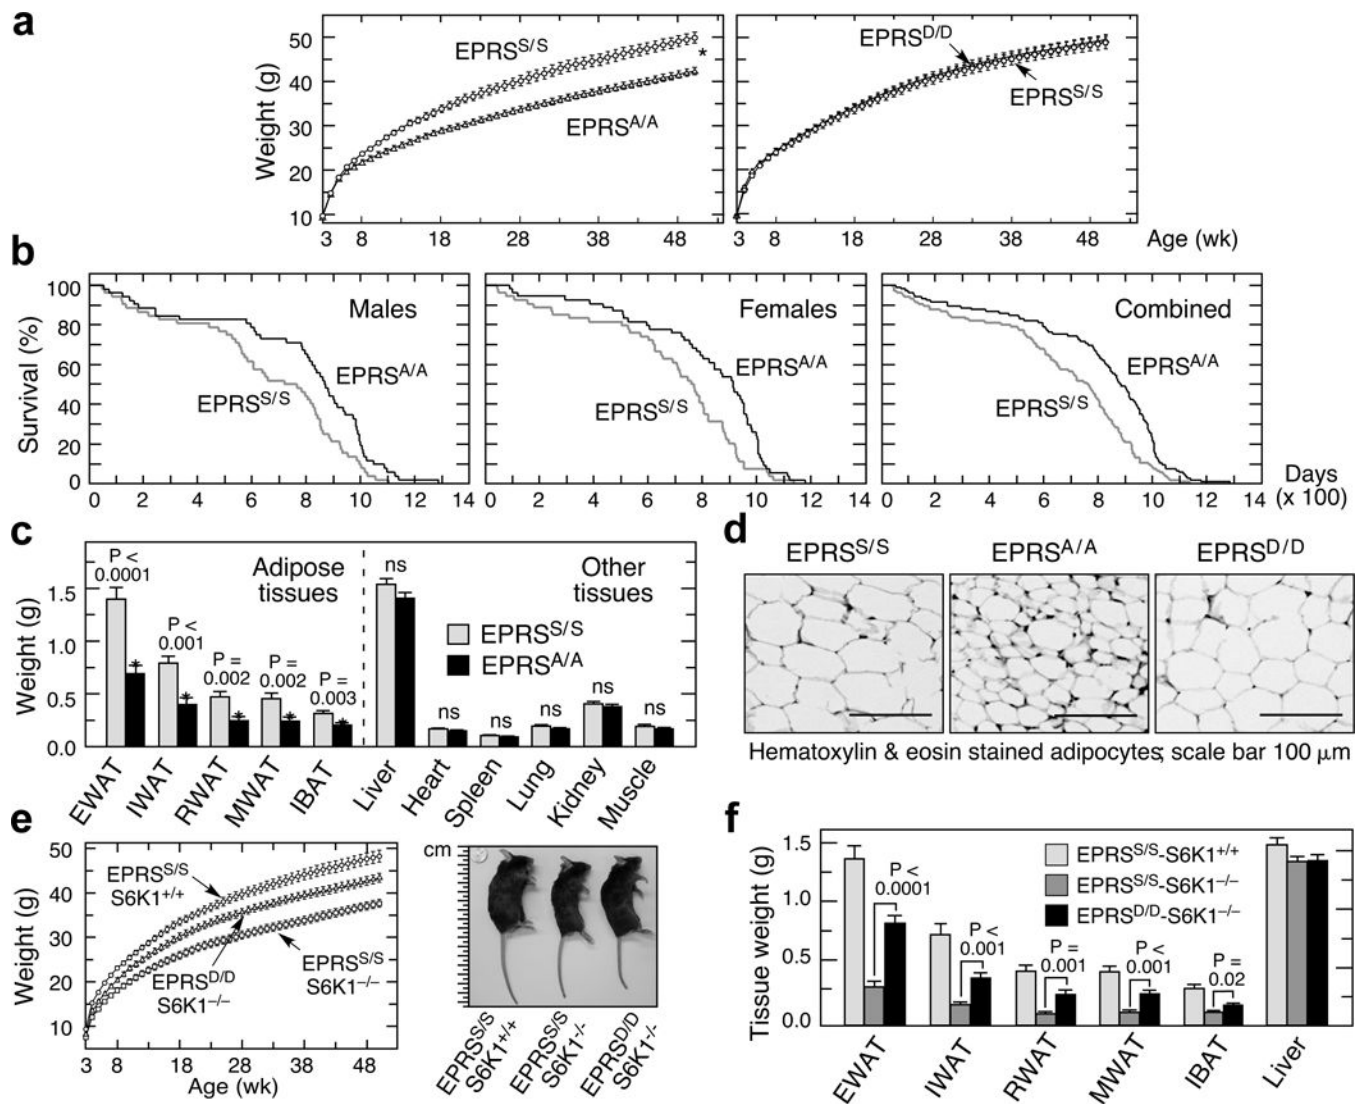 a
Weight (g)
50
40
30
20
10
EPRS^S/S
*
EPRS^A/A
EPRS^D/D
EPRS^S/S
3 8 18 28 38 48
3 8 18 28 38 48
Age (wk)
b
Survival (%)
100
80
60
40
20
0
Males
EPRS^A/A
EPRS^S/S
Females
EPRS^A/A
EPRS^S/S
Combined
EPRS^A/A
EPRS^S/S
0 2 4 6 8 10 12 14
0 2 4 6 8 10 12 14
0 2 4 6 8 10 12 14
Days
(x 100)
c
Weight (g)
1.5
1.0
0.5
0.0
Adipose
tissues
Other
tissues
P <
0.0001
P <
0.001
P =
0.002
P =
0.002
P =
0.003
* * * * *
ns ns ns ns ns ns
EPRS^S/S
EPRS^A/A
EWAT IWAT RWAT MWAT IBAT Liver Heart Spleen Lung Kidney Muscle
d
EPRS^S/S EPRS^A/A EPRS^D/D
Hematoxylin & eosin stained adipocytes; scale bar 100 µm
e
Weight (g)
50
40
30
20
10
EPRS^S/S
S6K1^+/+
EPRS^D/D
S6K1^–/–
EPRS^S/S
S6K1^–/–
3 8 18 28 38 48
Age (wk)
cm
EPRS^S/S
S6K1^+/+
EPRS^S/S
S6K1^-/-
EPRS^D/D
S6K1^-/-
f
Tissue weight (g)
1.5
1.0
0.5
0.0
P <
0.0001
P <
0.001
P =
0.001
P <
0.001
P =
0.02
EPRS^S/S-S6K1^+/+
EPRS^S/S-S6K1^–/–
EPRS^D/D-S6K1^–/–
EWAT IWAT RWAT MWAT IBAT Liver